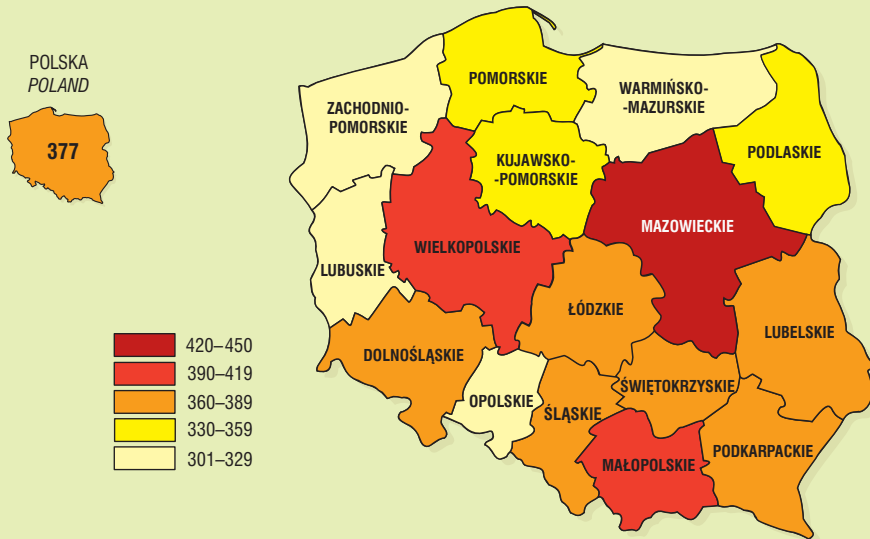 POLSKA
POLAND
377
POMORSKIE
WARMIŃSKO-
-MAZURSKIE
ZACHODNIO-
POMORSKIE
PODLASKIE
KUJAWSKO-
-POMORSKIE
MAZOWIECKIE
WIELKOPOLSKIE
LUBUSKIE
ŁÓDZKIE
LUBELSKIE
DOLNOŚLĄSKIE
ŚWIĘTOKRZYSKIE
OPOLSKIE
ŚLĄSKIE
PODKARPACKIE
MAŁOPOLSKIE
420–450
390–419
360–389
330–359
301–329